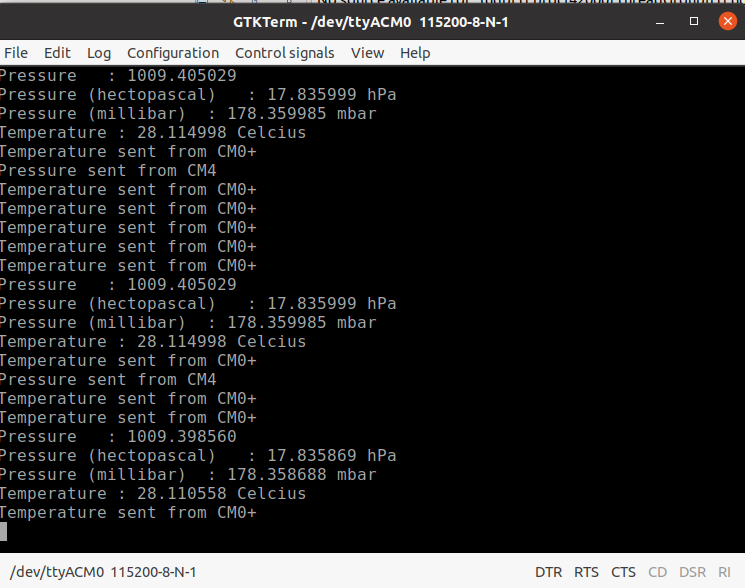 GTKTerm - /dev/ttyACM0 115200-8-N-1
File Edit Log Configuration Control signals View Help
Pressure : 1009.405029
Pressure (hectopascal) : 17.835999 hPa
Pressure (millibar) : 178.359985 mbar
Temperature : 28.114998 Celcius
Temperature sent from CM0+
Pressure sent from CM4
Temperature sent from CM0+
Temperature sent from CM0+
Temperature sent from CM0+
Temperature sent from CM0+
Temperature sent from CM0+
Pressure : 1009.405029
Pressure (hectopascal) : 17.835999 hPa
Pressure (millibar) : 178.359985 mbar
Temperature : 28.114998 Celcius
Temperature sent from CM0+
Pressure sent from CM4
Temperature sent from CM0+
Temperature sent from CM0+
Pressure : 1009.398560
Pressure (hectopascal) : 17.835869 hPa
Pressure (millibar) : 178.358688 mbar
Temperature : 28.110558 Celcius
Temperature sent from CM0+
/dev/ttyACM0 115200-8-N-1 DTR RTS CTS CD DSR RI